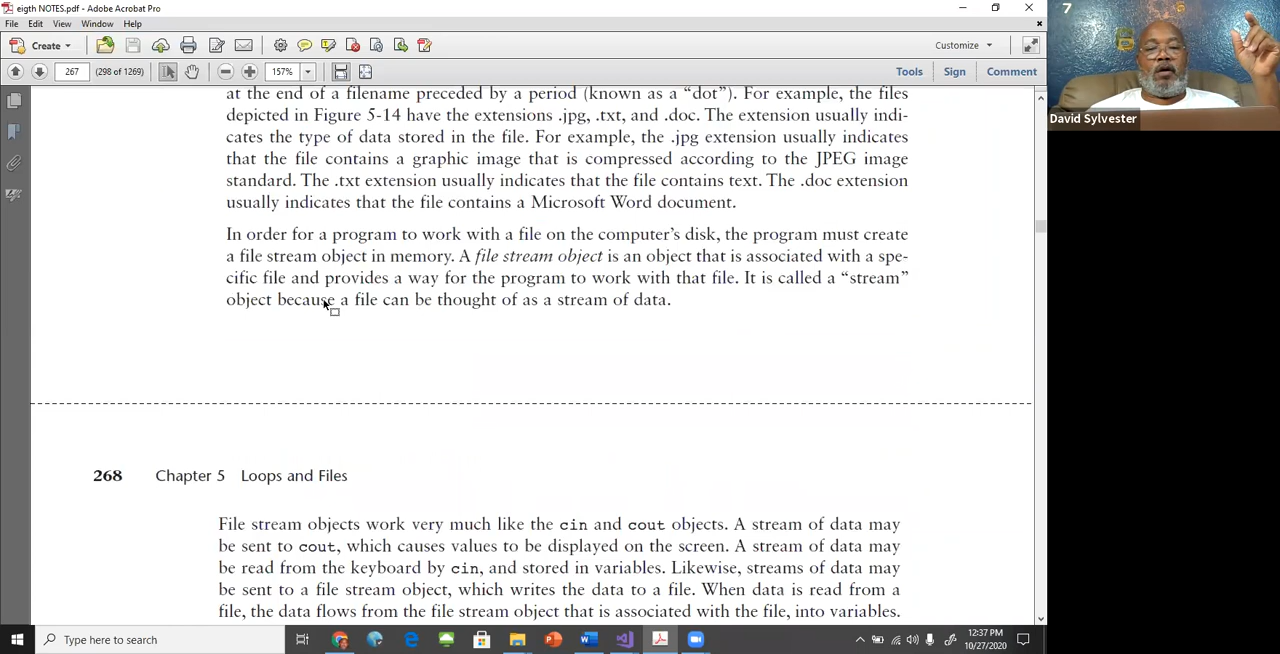 eigth NOTES.pdf - Adobe Acrobat Pro
File Edit View Window Help
Create
Customize
267 (298 of 1269) 157%
Tools Sign Comment
at the end of a filename preceded by a period (known as a “dot”). For example, the files
depicted in Figure 5-14 have the extensions .jpg, .txt, and .doc. The extension usually indi-
cates the type of data stored in the file. For example, the .jpg extension usually indicates
that the file contains a graphic image that is compressed according to the JPEG image
standard. The .txt extension usually indicates that the file contains text. The .doc extension
usually indicates that the file contains a Microsoft Word document.
In order for a program to work with a file on the computer’s disk, the program must create
a file stream object in memory. A file stream object is an object that is associated with a spe-
cific file and provides a way for the program to work with that file. It is called a “stream”
object because a file can be thought of as a stream of data.
268 Chapter 5 Loops and Files
File stream objects work very much like the cin and cout objects. A stream of data may
be sent to cout, which causes values to be displayed on the screen. A stream of data may
be read from the keyboard by cin, and stored in variables. Likewise, streams of data may
be sent to a file stream object, which writes the data to a file. When data is read from a
file, the data flows from the file stream object that is associated with the file, into variables.
7
6
David Sylvester
Type here to search
12:37 PM
10/27/2020